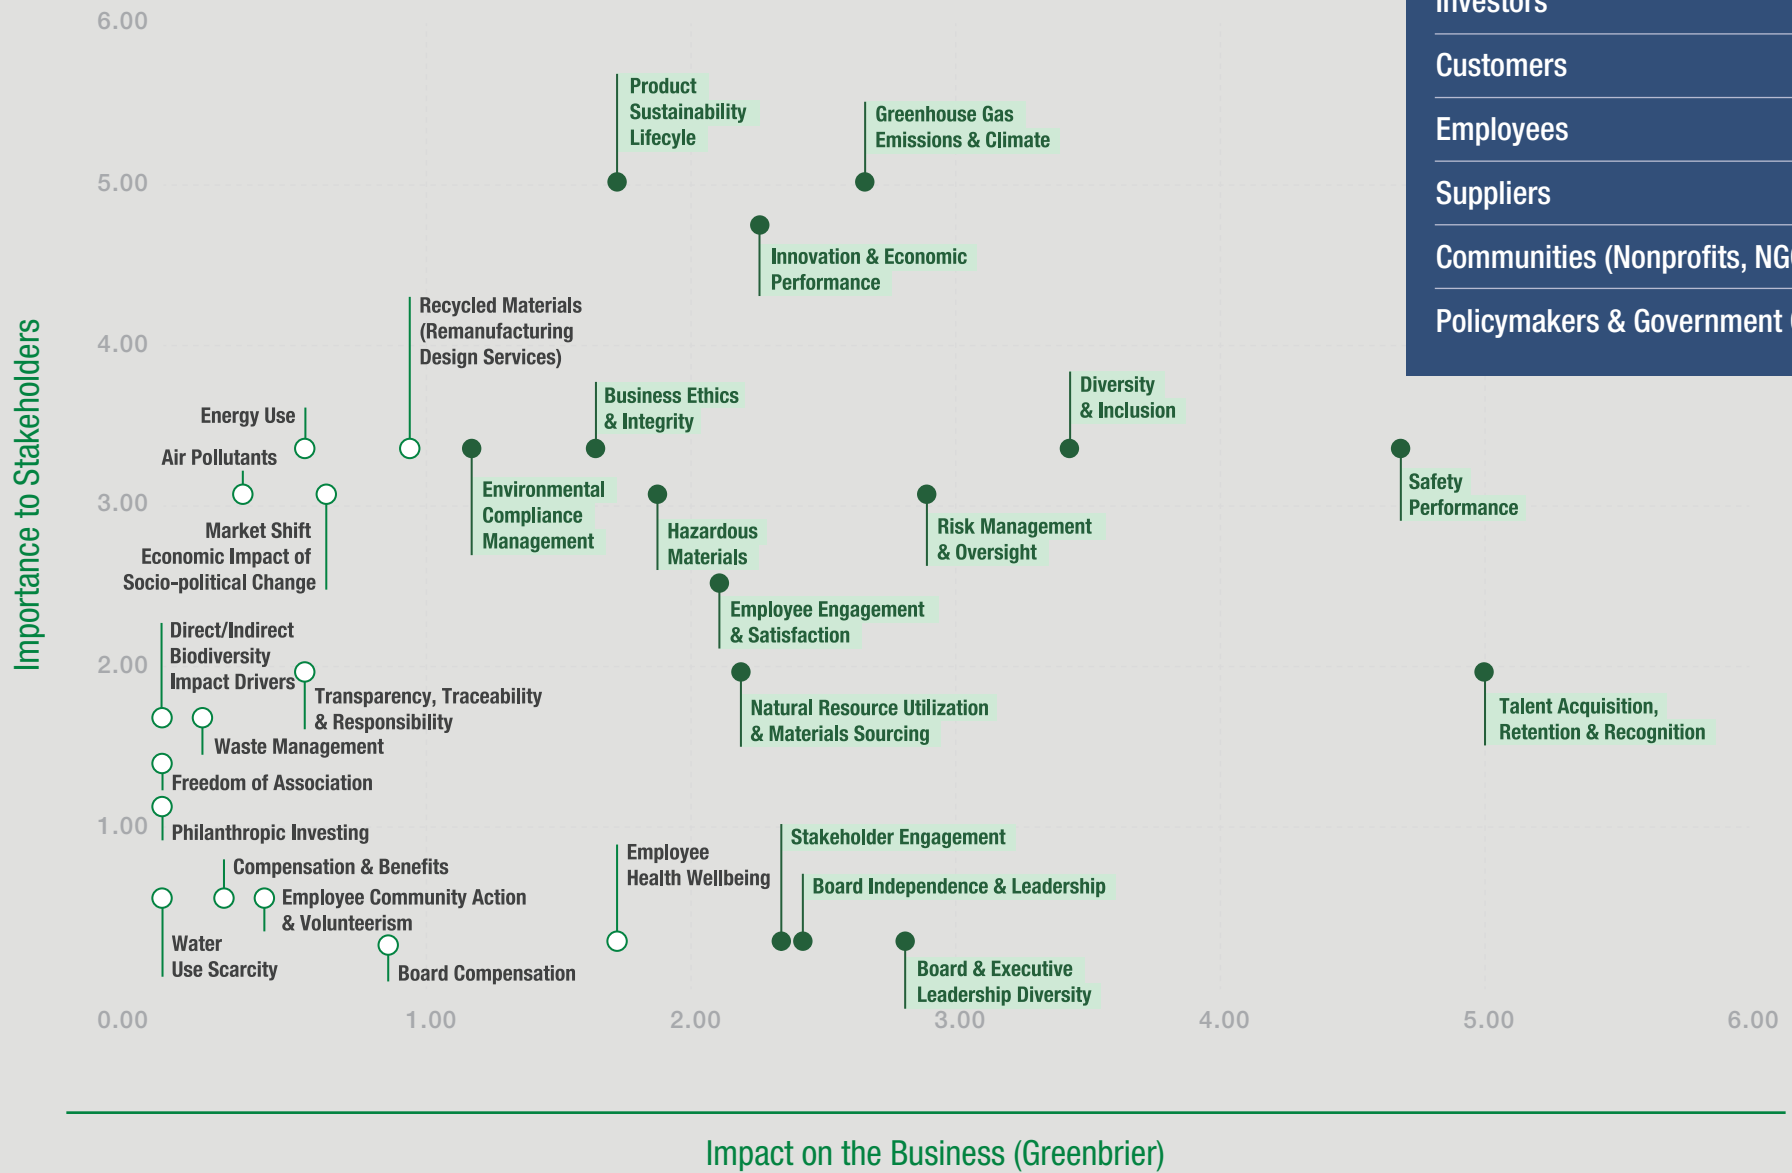 6.00
Investors
Customers
Employees
Suppliers
Communities (Nonprofits,
Policymakers & Government
Product
Sustainability
Lifecyle
Greenhouse Gas
Emissions & Climate
5.00
Innovation & Economic
Performance
Recycled Materials
(Remanufacturing
Design Services)
4.00
Importance to Stakeholders
Business Ethics
& Integrity
Diversity
& Inclusion
Energy Use
Air Pollutants
Environmental
Compliance
Management
Safety
Performance
3.00
Market Shift
Economic Impact of
Socio-political Change
Hazardous
Materials
Risk Management
& Oversight
Employee Engagement
& Satisfaction
Direct/Indirect
Biodiversity
Impact Drivers
2.00
Transparency, Traceability
& Responsibility
Natural Resource Utilization
& Materials Sourcing
Talent Acquisition,
Retention & Recognition
Waste Management
Freedom of Association
1.00
Philanthropic Investing
Stakeholder Engagement
Employee
Health Wellbeing
Compensation & Benefits
Board Independence & Leadership
Employee Community Action
& Volunteerism
Water
Use Scarcity
Board Compensation
Board & Executive
Leadership Diversity
0.00
1.00
2.00
3.00
4.00
5.00
6.00
Impact on the Business (Greenbrier)